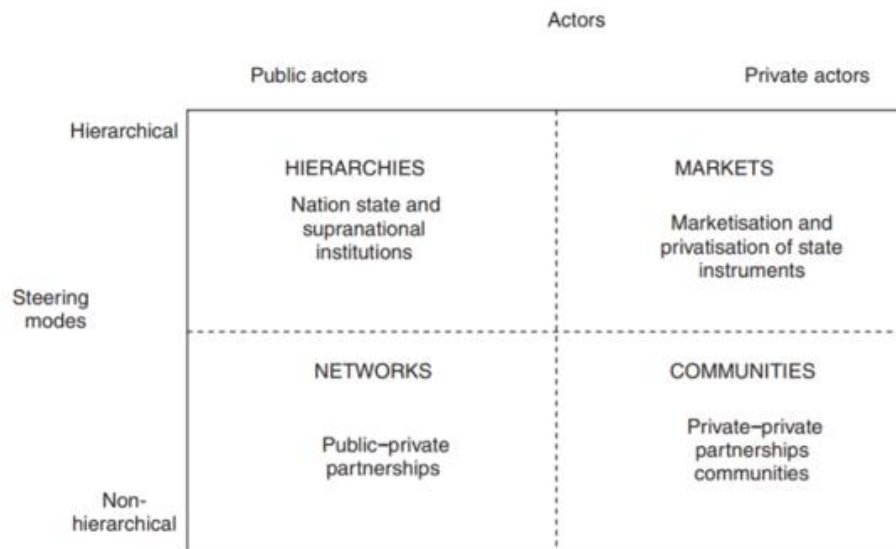 Actors
Public actors
Private actors
Hierarchical
HIERARCHIES
Nation state and
supranational
institutions
MARKETS
Marketisation and
privatisation of state
instruments
Steering
modes
NETWORKS
Public–private
partnerships
COMMUNITIES
Private–private
partnerships
communities
Non-
hierarchical